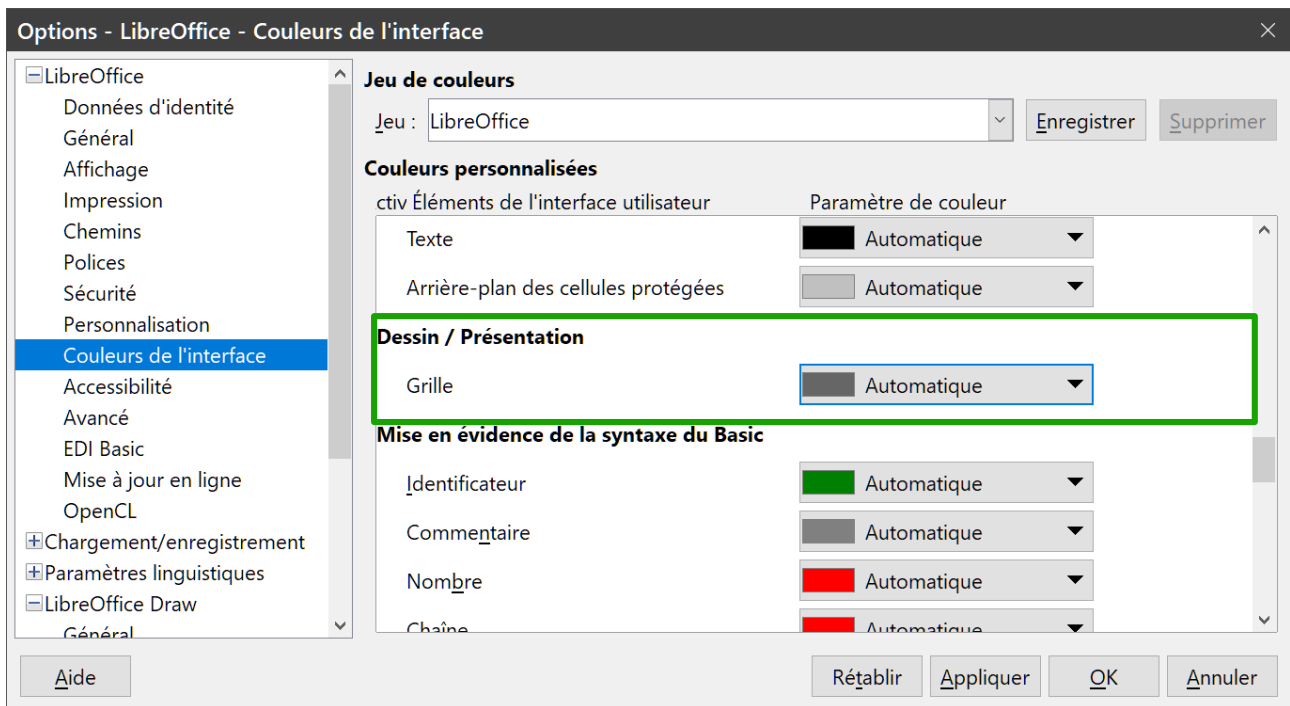 Options - LibreOffice - Couleurs de l'interface
LibreOffice
Données d'identité
Général
Affichage
Impression
Chemins
Polices
Sécurité
Personnalisation
Couleurs de l'interface
Accessibilité
Avancé
EDI Basic
Mise à jour en ligne
OpenCL
Chargement/enregistrement
Paramètres linguistiques
LibreOffice Draw
Général
Jeu de couleurs
Jeu : LibreOffice
Enregistrer
Supprimer
Couleurs personnalisées
ctiv Éléments de l'interface utilisateur Paramètre de couleur
Texte Automatique
Arrière-plan des cellules protégées Automatique
Dessin / Présentation
Grille Automatique
Mise en évidence de la syntaxe du Basic
Identificateur Automatique
Commentaire Automatique
Nombre Automatique
Chaîne Automatique
Aide
Rétablir
Appliquer
OK
Annuler